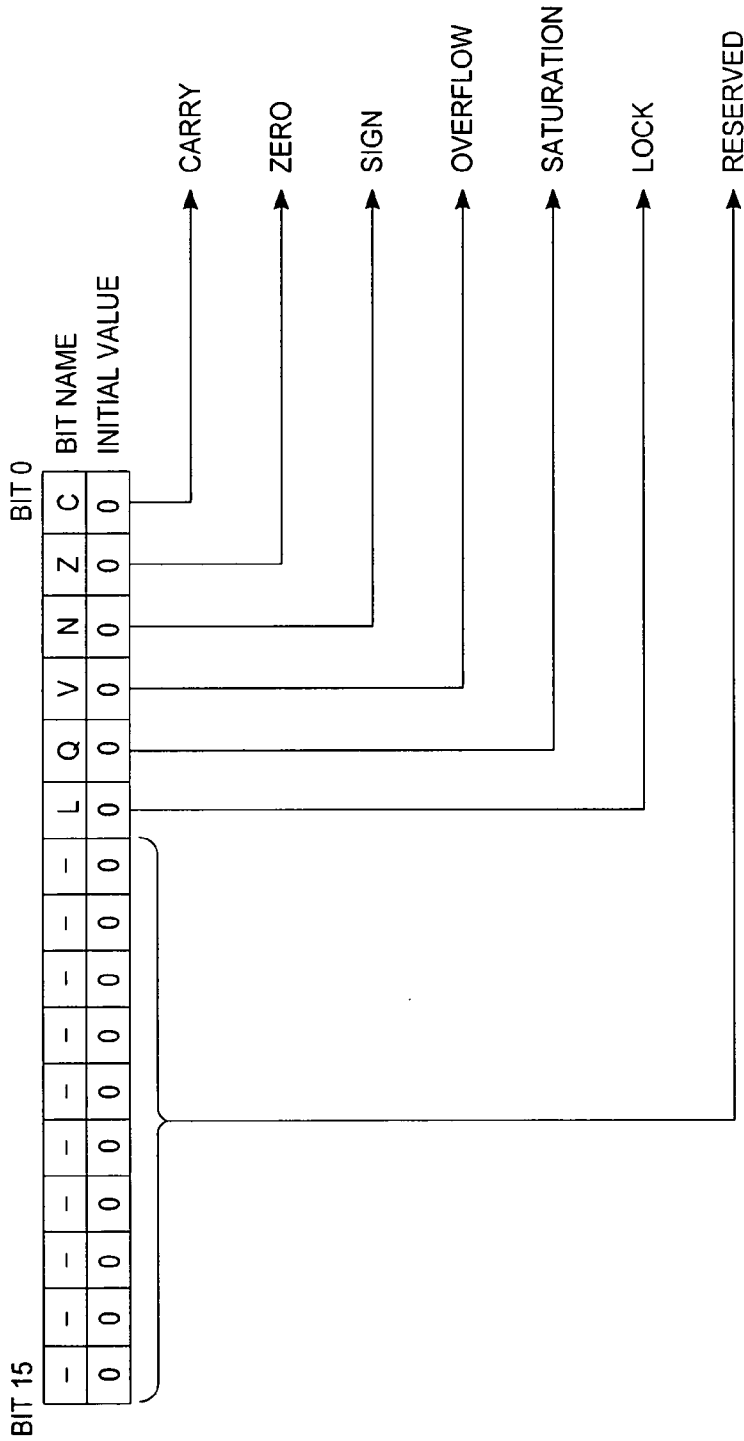 BIT 15 BIT 0
– – – – – – – – – – L Q V N Z C BIT NAME
0 0 0 0 0 0 0 0 0 0 0 0 0 0 0 0 INITIAL VALUE
CARRY
ZERO
SIGN
OVERFLOW
SATURATION
LOCK
RESERVED